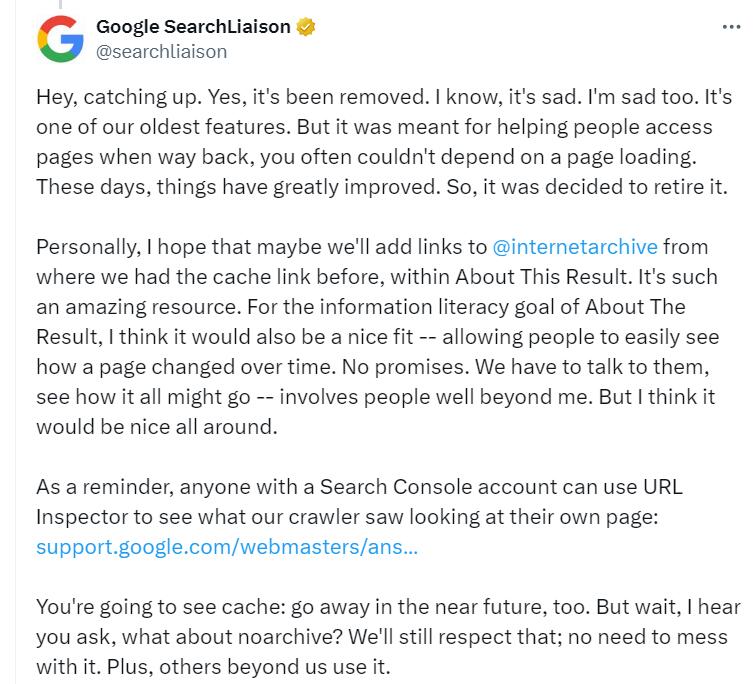 Google SearchLiaison
@searchliaison
Hey, catching up. Yes, it's been removed. I know, it's sad. I'm sad too. It's
one of our oldest features. But it was meant for helping people access
pages when way back, you often couldn't depend on a page loading.
These days, things have greatly improved. So, it was decided to retire it.
Personally, I hope that maybe we'll add links to @internetarchive from
where we had the cache link before, within About This Result. It's such
an amazing resource. For the information literacy goal of About The
Result, I think it would also be a nice fit -- allowing people to easily see
how a page changed over time. No promises. We have to talk to them,
see how it all might go -- involves people well beyond me. But I think it
would be nice all around.
As a reminder, anyone with a Search Console account can use URL
Inspector to see what our crawler saw looking at their own page:
support.google.com/webmasters/ans...
You're going to see cache: go away in the near future, too. But wait, I hear
you ask, what about noarchive? We'll still respect that; no need to mess
with it. Plus, others beyond us use it.